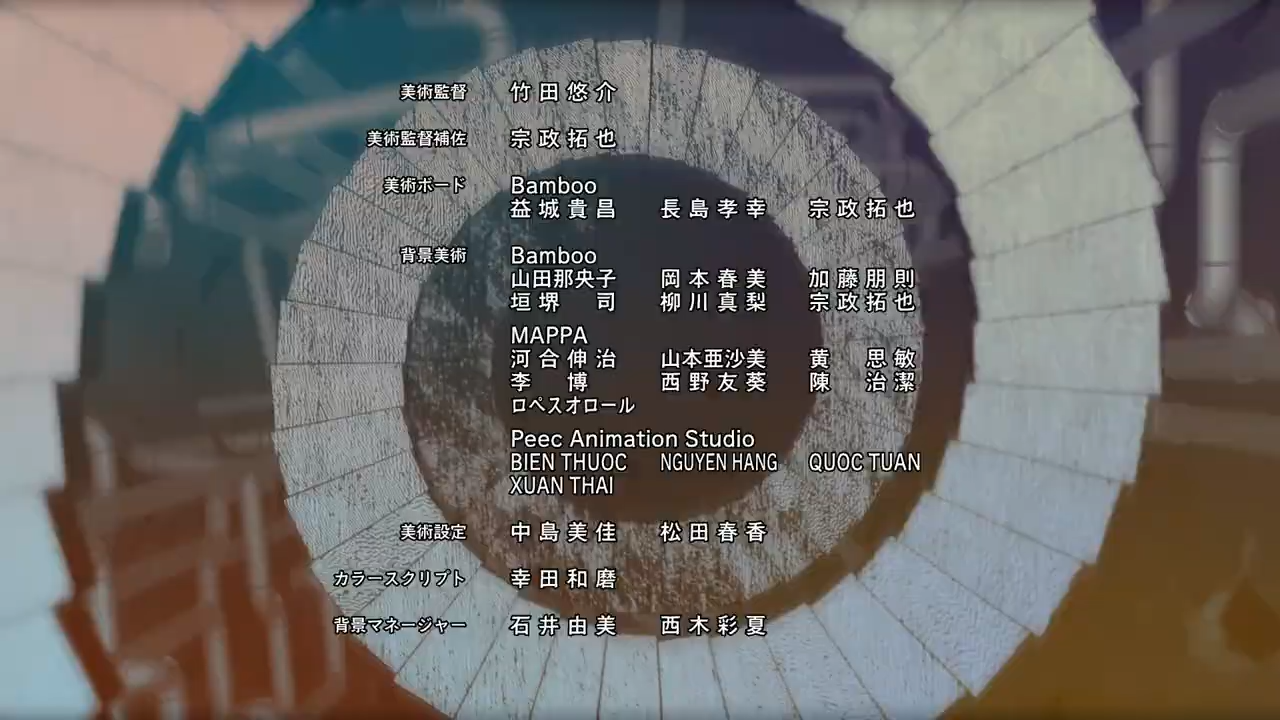 美術監督 竹田悠介
美術監督補佐 宗政拓也
美術ボード Bamboo
益城貴昌 長島孝幸 宗政拓也
背景美術 Bamboo
山田那央子 岡本春美 加藤朋則
垣堺司 柳川真梨 宗政拓也
MAPPA
河合伸治 山本亜沙美 黄思敏
李博 西野友葵 陳治潔
ロペスオロール
Peec Animation Studio
BIEN THUOC NGUYEN HANG QUOC TUAN
XUAN THAI
美術設定 中島美佳 松田春香
カラースクリプト 幸田和磨
背景マネージャー 石井由美 西木彩夏